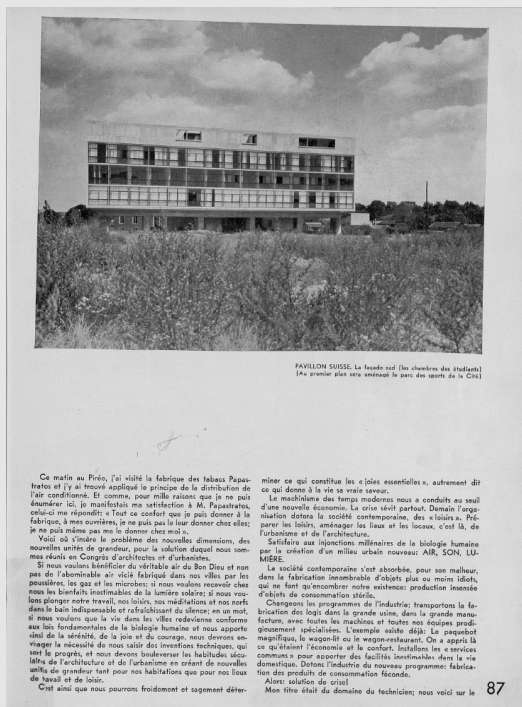 PAVILLON SUISSE. La façade sud (les chambres des étudiants)
(Au premier plan sera aménagé le parc des sports de la Cité)
Ce matin au Pirée, j'ai visité la fabrique des tabacs Papas-
tratos et j'y ai trouvé appliqué le principe de la distribution de
l'air conditionné. Et comme, pour mille raisons que je ne puis
énumérer ici, je manifestais ma satisfaction à M. Papastratos,
celui-ci me répondit: « Tout ce confort que je puis donner à la
fabrique, à mes ouvrières, je ne puis pas le leur donner chez elles;
je ne puis même pas me le donner chez moi ».
Voici où s'insère le problème des nouvelles dimensions, des
nouvelles unités de grandeur, pour la solution duquel nous som-
mes réunis en Congrès d'architectes et d'urbanistes.
Si nous voulons bénéficier du véritable air du Bon Dieu et non
pas de l'abominable air vicié fabriqué dans nos villes par les
poussières, les gaz et les microbes; si nous voulons recevoir chez
nous les bienfaits inestimables de la lumière solaire; si nous vou-
lons plonger notre travail, nos loisirs, nos méditations et nos nerfs
dans le bain indispensable et rafraîchissant du silence; en un mot,
si nous voulons que la vie dans les villes redevienne conforme
aux lois fondamentales de la biologie humaine et nous apporte
ainsi de la sérénité, de la joie et du courage, nous devrons en-
visager la nécessité de nous saisir des inventions techniques, qui
soit le progrès, et nous devons bouleverser les habitudes sécu-
laires de l'architecture et de l'urbanisme en créant de nouvelles
unités de grandeur tant pour nos habitations que pour nos lieux
de travail et de loisir.
C'est ainsi que nous pourrons froidement et sagement déter-
miner ce qui constitue les « joies essentielles », autrement dit
ce qui donne à la vie sa vraie saveur.
Le machinisme des temps modernes nous a conduits au seuil
d'une nouvelle économie. La crise sévit partout. Demain l'orga-
nisation dotera la société contemporaine, des « loisirs ». Pré-
parer les loisirs, aménager les lieux et les locaux, c'est là, de
l'urbanisme et de l'architecture.
Satisfaire aux injonctions millénaires de la biologie humaine
par la création d'un milieu urbain nouveau: AIR, SON, LU-
MIÈRE.
La société contemporaine s'est absorbée, pour son malheur,
dans la fabrication innombrable d'objets plus ou moins idiots,
qui ne font qu'encombrer notre existence: production insensée
d'objets de consommation stérile.
Changeons les programmes de l'industrie; transportons la fa-
brication des logis dans la grande usine, dans la grande manu-
facture, avec toutes les machines et toutes nos équipes prodi-
gieusement spécialisées. L'exemple existe déjà: Le paquebot
magnifique, le wagon-lit ou le wagon-restaurant. On a appris là
ce qu'étaient l'économie et le confort. Installons les « services
communs » pour apporter des facilités inestimables dans la vie
domestique. Dotons l'industrie du nouveau programme: fabrica-
tion des produits de consommation féconde.
Alors: solution de crise!
Mon titre était du domaine du technicien; nous voici sur le
87